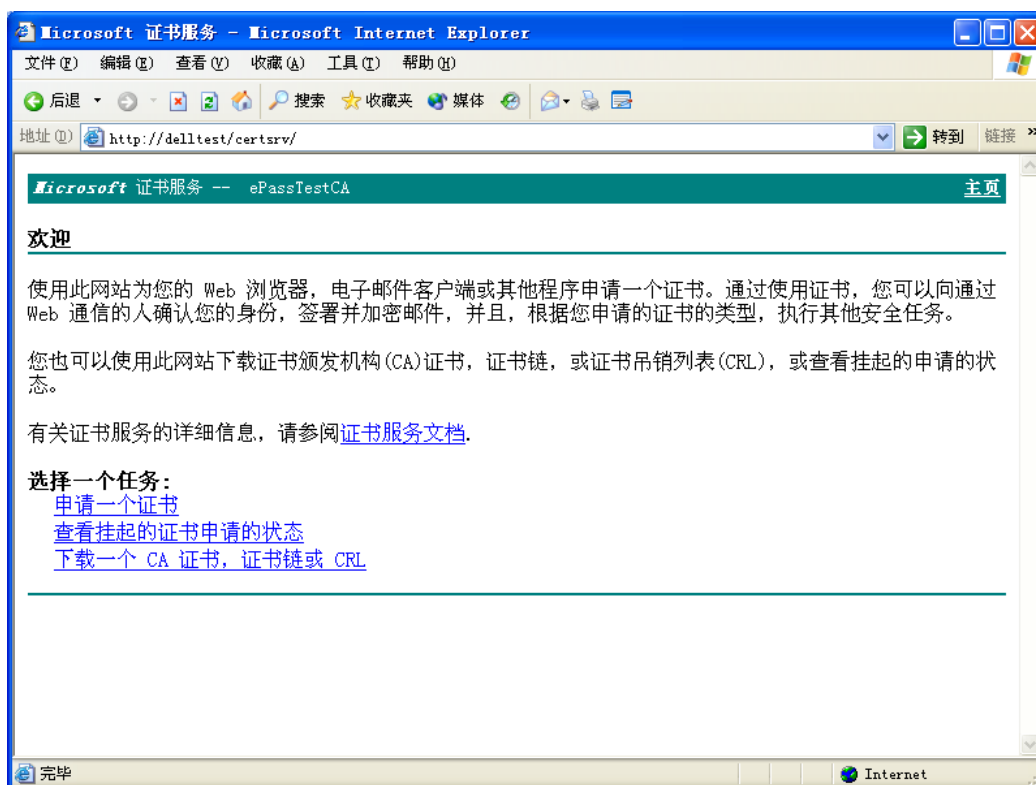 Microsoft 证书服务 - Microsoft Internet Explorer
文件(F) 编辑(E) 查看(V) 收藏(A) 工具(T) 帮助(H)
后退 搜索 收藏夹 媒体
地址(D) http://delltest/certsrv/ 转到 链接 »
Microsoft 证书服务 -- ePassTestCA 主页
欢迎
使用此网站为您的 Web 浏览器，电子邮件客户端或其他程序申请一个证书。通过使用证书，您可以向通过
Web 通信的人确认您的身份，签署并加密邮件，并且，根据您申请的证书的类型，执行其他安全任务。
您也可以使用此网站下载证书颁发机构(CA)证书，证书链，或证书吊销列表(CRL)，或查看挂起的申请的状
态。
有关证书服务的详细信息，请参阅证书服务文档.
选择一个任务:
申请一个证书
查看挂起的证书申请的状态
下载一个 CA 证书，证书链或 CRL
完毕 Internet